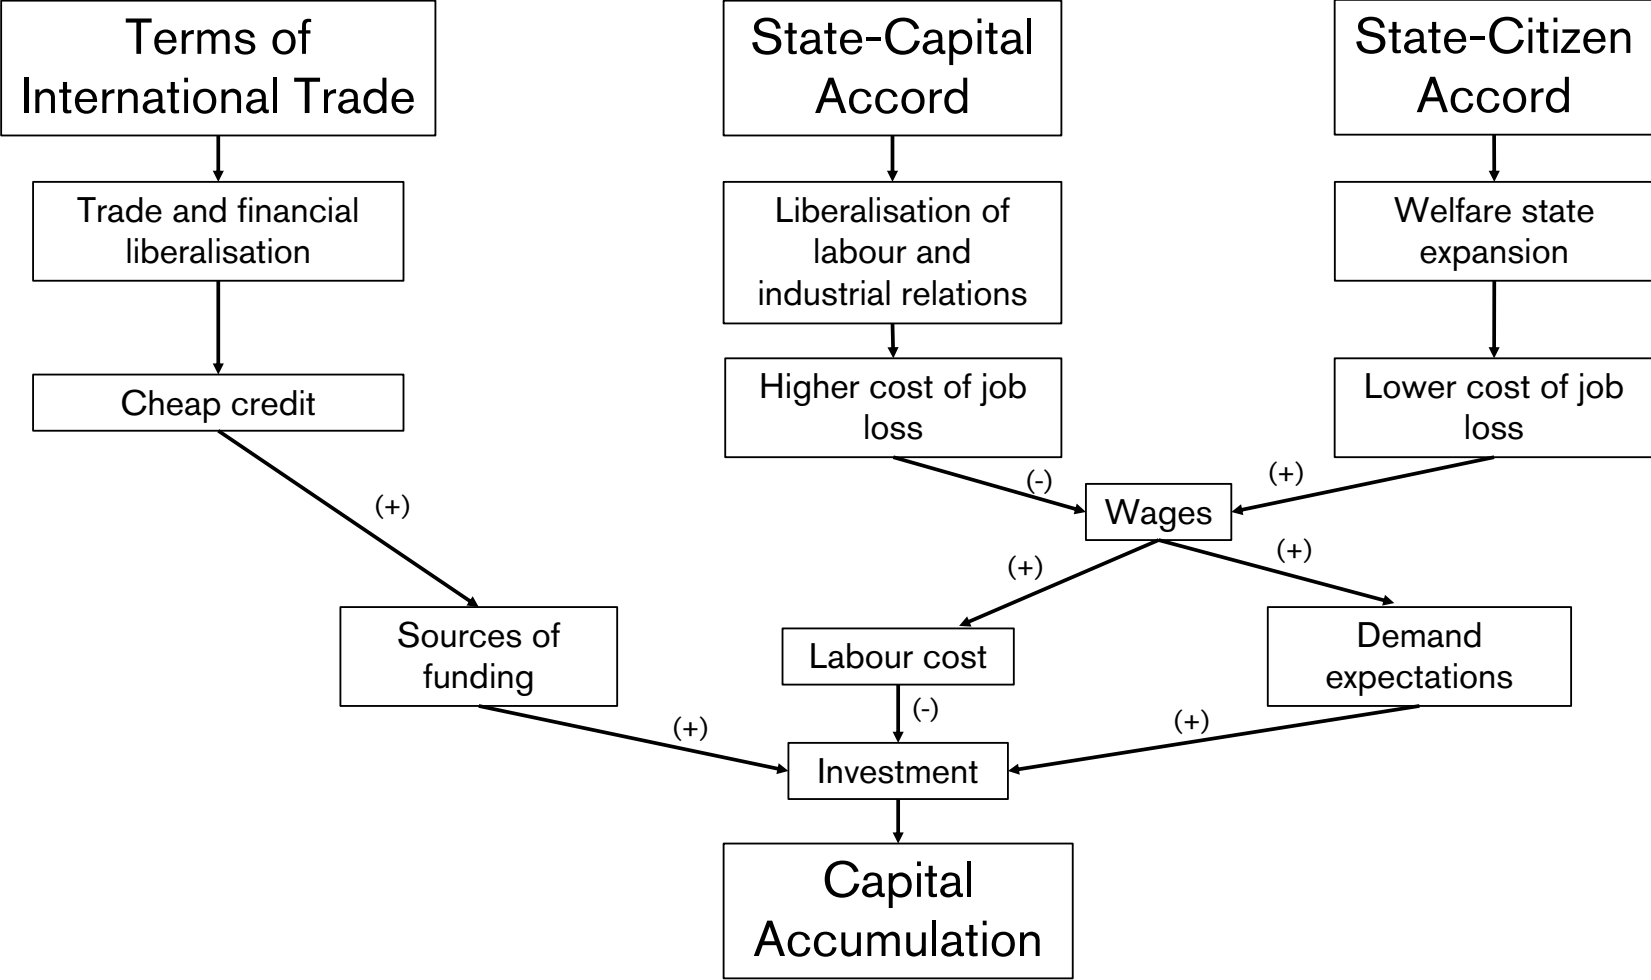 Terms of
International Trade
State-Capital
Accord
State-Citizen
Accord
Trade and financial
liberalisation
Liberalisation of
labour and
industrial relations
Welfare state
expansion
Cheap credit
Higher cost of job
loss
Lower cost of job
loss
(+)
(-)
(+)
Wages
(+)
(+)
Sources of
funding
Labour cost
Demand
expectations
(+)
(-)
(+)
Investment
Capital
Accumulation